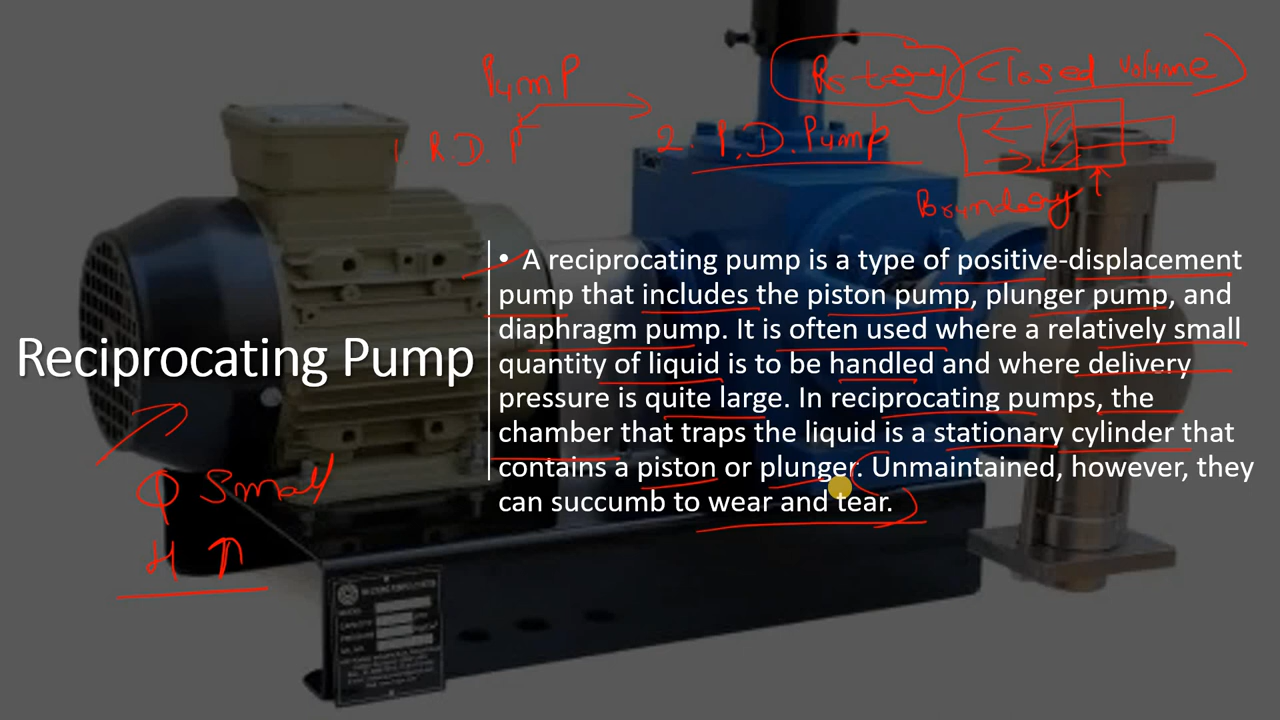 Pump
Rotary
Closed volume
1. R.D. P
2. P.D. Pump
Boundary
Reciprocating Pump
• A reciprocating pump is a type of positive-displacement
pump that includes the piston pump, plunger pump, and
diaphragm pump. It is often used where a relatively small
quantity of liquid is to be handled and where delivery
pressure is quite large. In reciprocating pumps, the
chamber that traps the liquid is a stationary cylinder that
contains a piston or plunger. Unmaintained, however, they
can succumb to wear and tear.
Small
H ↑